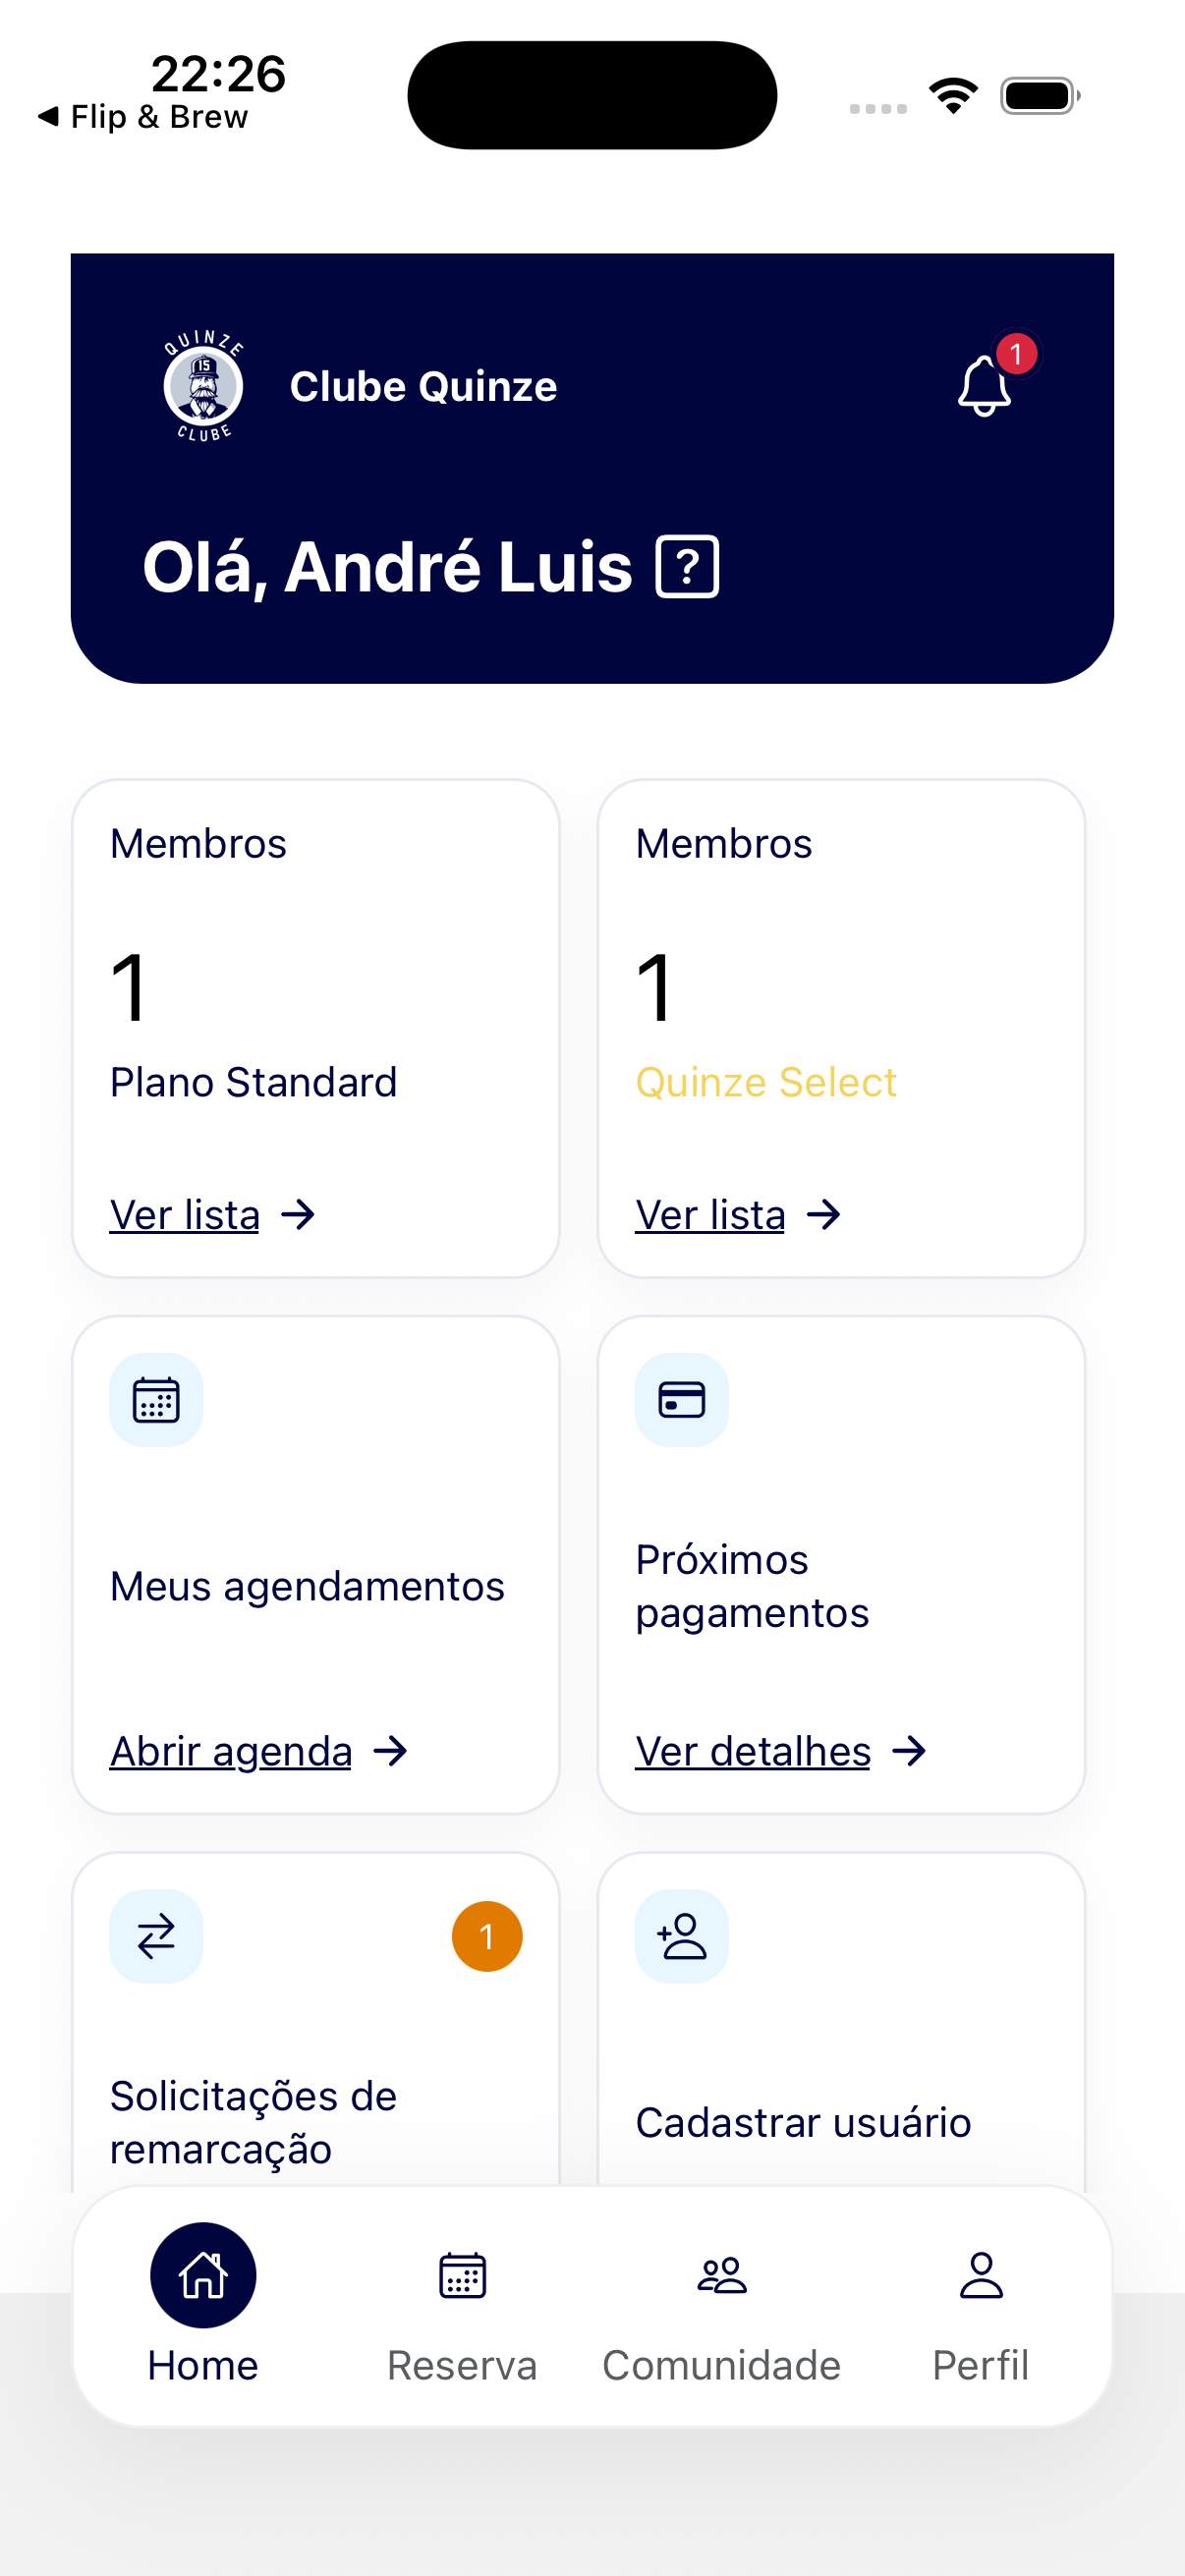 22:26
◀ Flip & Brew
QUINZE
15
CLUBE
Clube Quinze
1
Olá, André Luis ?
Membros
1
Plano Standard
Ver lista →
Membros
1
Quinze Select
Ver lista →
Meus agendamentos
Abrir agenda →
Próximos
pagamentos
Ver detalhes →
1
Solicitações de
remarcação
Cadastrar usuário
Home
Reserva
Comunidade
Perfil